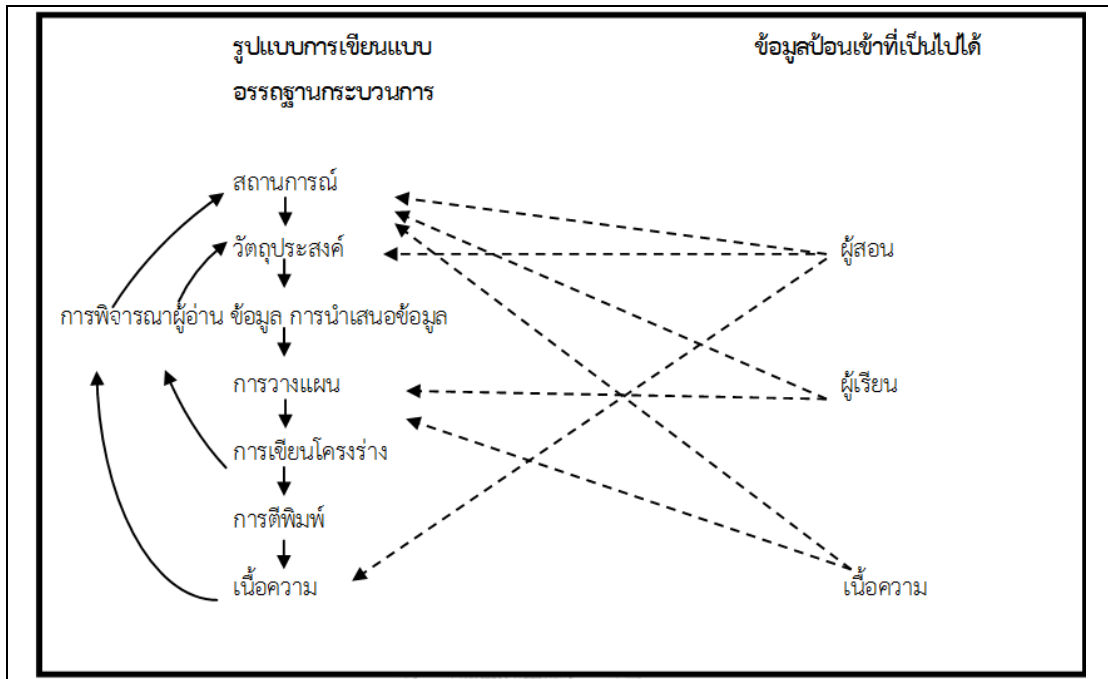 รูปแบบการเขียนแบบ
อรรถฐานกระบวนการ
ข้อมูลป้อนเข้าที่เป็นไปได้
สถานการณ์
วัตถุประสงค์
ผู้สอน
การพิจารณาผู้อ่าน ข้อมูล การนำเสนอข้อมูล
การวางแผน
ผู้เรียน
การเขียนโครงร่าง
การตีพิมพ์
เนื้อความ
เนื้อความ